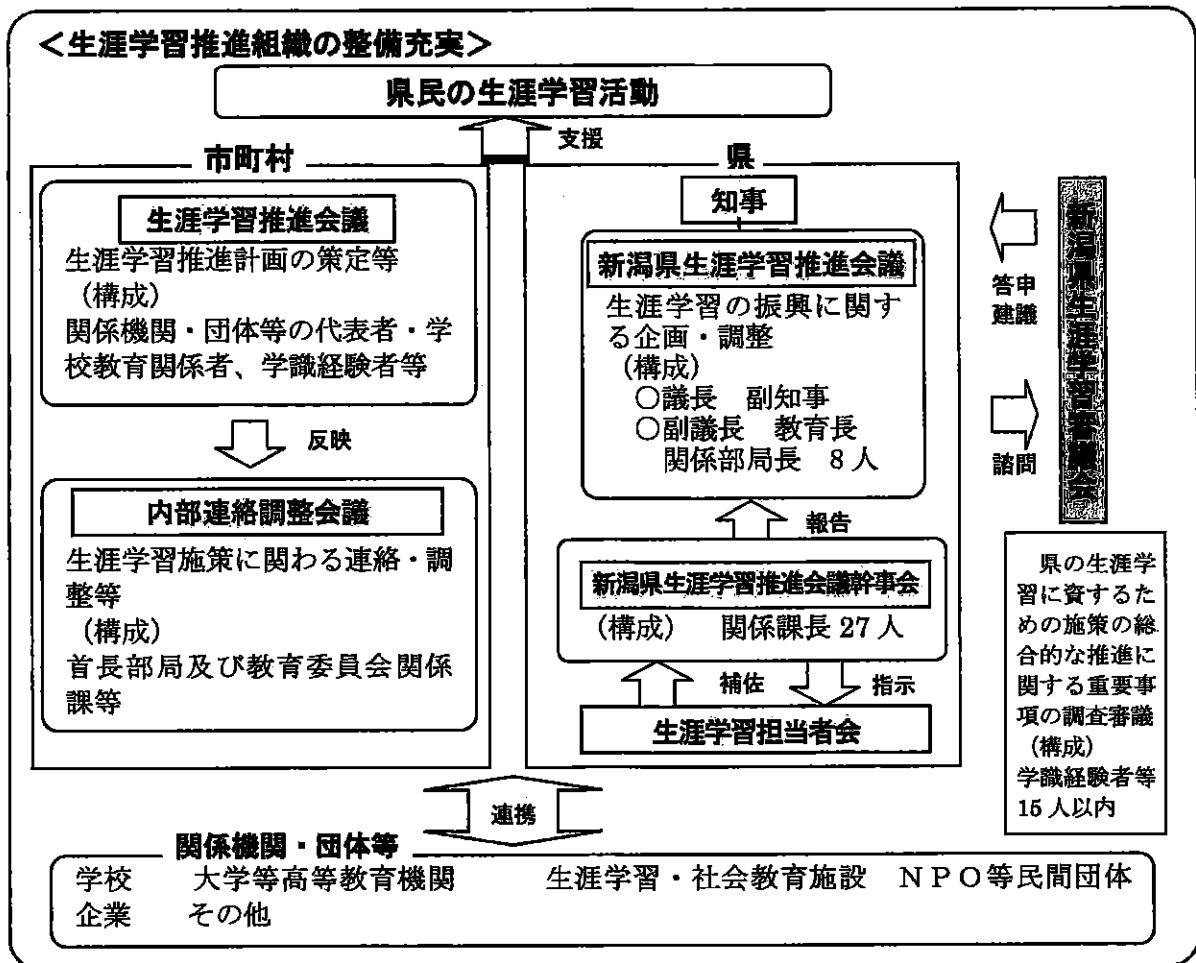 ＜生涯学習推進組織の整備充実＞
県民の生涯学習活動
支援
市町村
生涯学習推進会議
生涯学習推進計画の策定等
（構成）
関係機関・団体等の代表者・学
校教育関係者、学識経験者等
反映
内部連絡調整会議
生涯学習施策に関わる連絡・調
整等
（構成）
首長部局及び教育委員会関係
課等
県
知事
新潟県生涯学習推進会議
生涯学習の振興に関す
る企画・調整
（構成）
○議長　副知事
○副議長　教育長
関係部局長　8人
報告
新潟県生涯学習推進会議幹事会
（構成）　関係課長 27人
補佐
指示
生涯学習担当者会
答申
建議
諮問
新潟県生涯学習審議会
県の生涯学
習に資するた
めの施策の総
合的な推進に
関する重要事
項の調査審議
（構成）
学識経験者等
15人以内
連携
関係機関・団体等
学校　大学等高等教育機関　生涯学習・社会教育施設　ＮＰＯ等民間団体
企業　その他